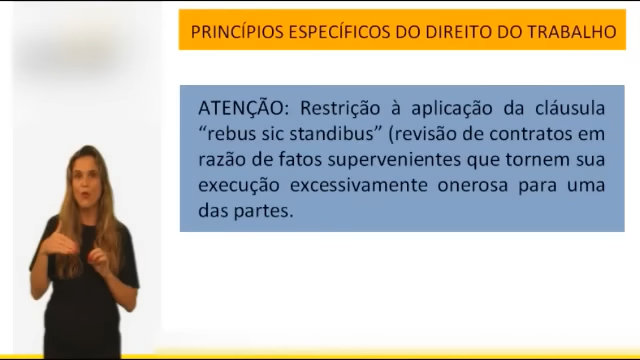 PRINCÍPIOS ESPECÍFICOS DO DIREITO DO TRABALHO
ATENÇÃO: Restrição à aplicação da cláusula
“rebus sic standibus” (revisão de contratos em
razão de fatos supervenientes que tornem sua
execução excessivamente onerosa para uma
das partes.